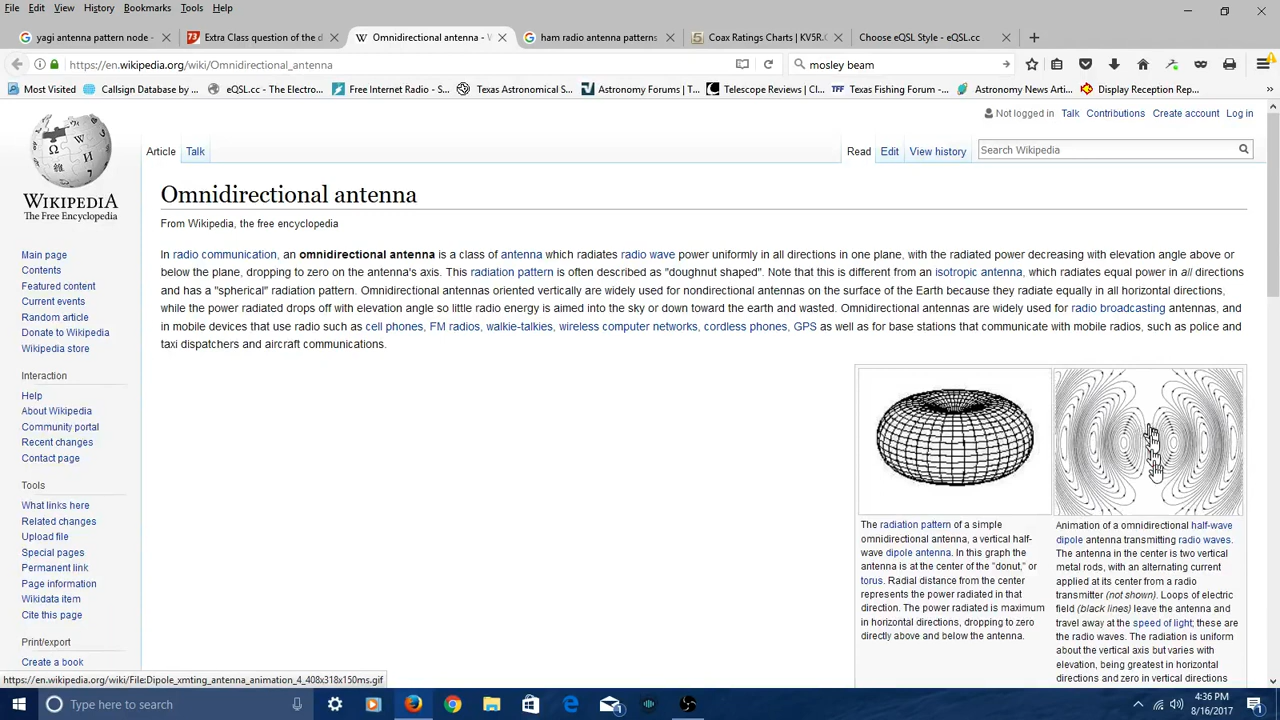 File Edit View History Bookmarks Tools Help
yagi antenna pattern node -
Extra Class question of the d
Omnidirectional antenna - W
ham radio antenna patterns
Coax Ratings Charts | KV5R.C
Choose eQSL Style - eQSL.cc
https://en.wikipedia.org/wiki/Omnidirectional_antenna
mosley beam
Most Visited Callsign Database by ... eQSL.cc - The Electro... Free Internet Radio - S... Texas Astronomical S... Astronomy Forums | T... Telescope Reviews | Cl... TFF Texas Fishing Forum -... Astronomy News Arti... Display Reception Rep...
Not logged in Talk Contributions Create account Log in
Article Talk Read Edit View history Search Wikipedia
WIKIPEDIA
The Free Encyclopedia
Main page
Contents
Featured content
Current events
Random article
Donate to Wikipedia
Wikipedia store
Interaction
Help
About Wikipedia
Community portal
Recent changes
Contact page
Tools
What links here
Related changes
Upload file
Special pages
Permanent link
Page information
Wikidata item
Cite this page
Print/export
Create a book
Omnidirectional antenna
From Wikipedia, the free encyclopedia
In radio communication, an omnidirectional antenna is a class of antenna which radiates radio wave power uniformly in all directions in one plane, with the radiated power decreasing with elevation angle above or
below the plane, dropping to zero on the antenna's axis. This radiation pattern is often described as "doughnut shaped". Note that this is different from an isotropic antenna, which radiates equal power in all directions
and has a "spherical" radiation pattern. Omnidirectional antennas oriented vertically are widely used for nondirectional antennas on the surface of the Earth because they radiate equally in all horizontal directions,
while the power radiated drops off with elevation angle so little radio energy is aimed into the sky or down toward the earth and wasted. Omnidirectional antennas are widely used for radio broadcasting antennas, and
in mobile devices that use radio such as cell phones, FM radios, walkie-talkies, wireless computer networks, cordless phones, GPS as well as for base stations that communicate with mobile radios, such as police and
taxi dispatchers and aircraft communications.
The radiation pattern of a simple
omnidirectional antenna, a vertical half-
wave dipole antenna. In this graph the
antenna is at the center of the "donut," or
torus. Radial distance from the center
represents the power radiated in that
direction. The power radiated is maximum
in horizontal directions, dropping to zero
directly above and below the antenna.
Animation of a omnidirectional half-wave
dipole antenna transmitting radio waves.
The antenna in the center is two vertical
metal rods, with an alternating current
applied at its center from a radio
transmitter (not shown). Loops of electric
field (black lines) leave the antenna and
travel away at the speed of light; these are
the radio waves. The radiation is uniform
about the vertical axis but varies with
elevation, being greatest in horizontal
directions and zero in vertical directions
https://en.wikipedia.org/wiki/File:Dipole_xmting_antenna_animation_4_408x318x150ms.gif
Type here to search
4:36 PM
8/16/2017